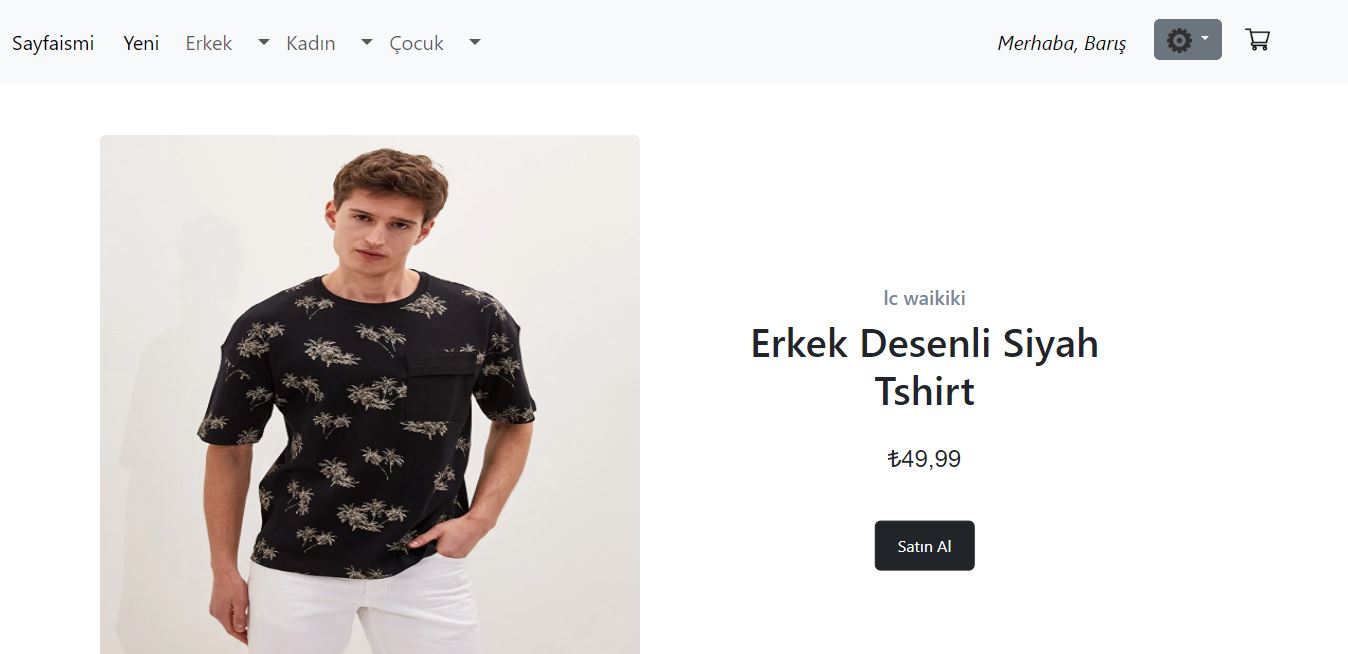 Sayfaismi Yeni Erkek Kadın Çocuk Merhaba, Barış
lc waikiki
Erkek Desenli Siyah
Tshirt
₺49,99
Satın Al